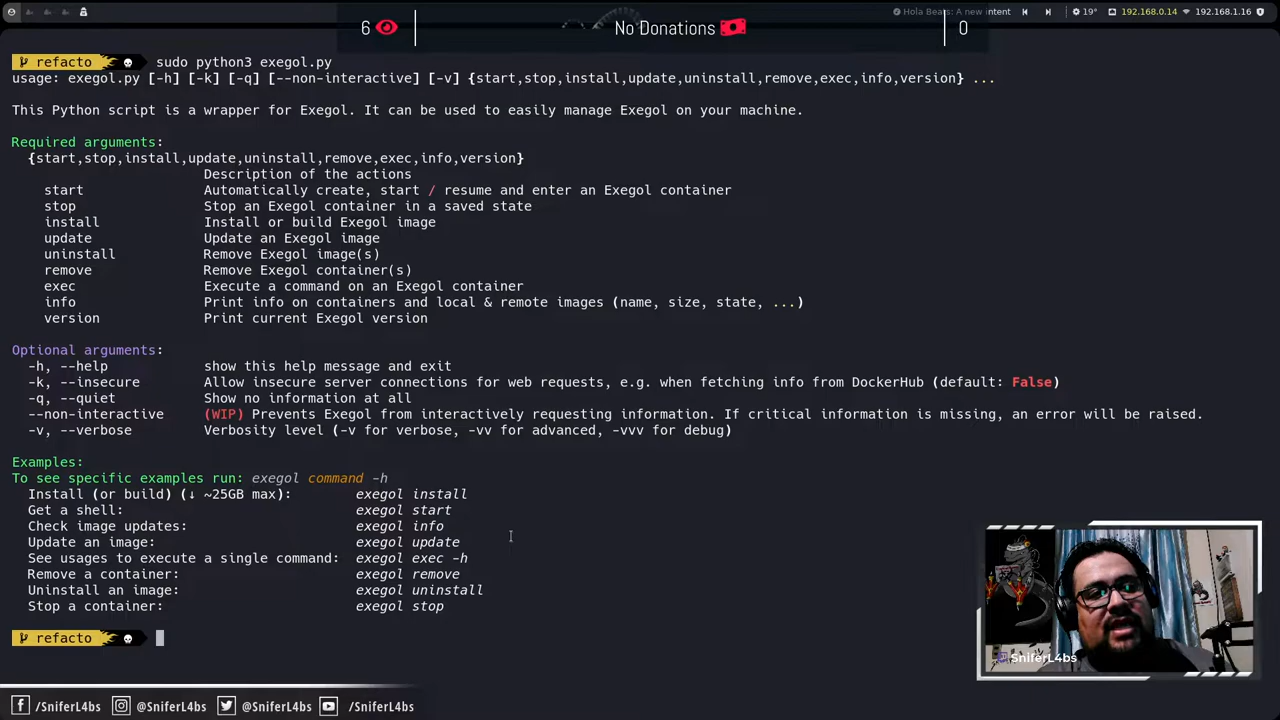 6
No Donations
0
Hola Beats: A new intent
19°
192.168.0.14
192.168.1.16
refacto sudo python3 exegol.py
usage: exegol.py [-h] [-k] [-q] [--non-interactive] [-v] {start,stop,install,update,uninstall,remove,exec,info,version} ...
This Python script is a wrapper for Exegol. It can be used to easily manage Exegol on your machine.
Required arguments:
{start,stop,install,update,uninstall,remove,exec,info,version}
Description of the actions
start Automatically create, start / resume and enter an Exegol container
stop Stop an Exegol container in a saved state
install Install or build Exegol image
update Update an Exegol image
uninstall Remove Exegol image(s)
remove Remove Exegol container(s)
exec Execute a command on an Exegol container
info Print info on containers and local & remote images (name, size, state, ...)
version Print current Exegol version
Optional arguments:
-h, --help show this help message and exit
-k, --insecure Allow insecure server connections for web requests, e.g. when fetching info from DockerHub (default: False)
-q, --quiet Show no information at all
--non-interactive (WIP) Prevents Exegol from interactively requesting information. If critical information is missing, an error will be raised.
-v, --verbose Verbosity level (-v for verbose, -vv for advanced, -vvv for debug)
Examples:
To see specific examples run: exegol command -h
Install (or build) (↓ ~25GB max): exegol install
Get a shell: exegol start
Check image updates: exegol info
Update an image: exegol update
See usages to execute a single command: exegol exec -h
Remove a container: exegol remove
Uninstall an image: exegol uninstall
Stop a container: exegol stop
refacto
SniferL4bs
/SniferL4bs @SniferL4bs @SniferL4bs /SniferL4bs